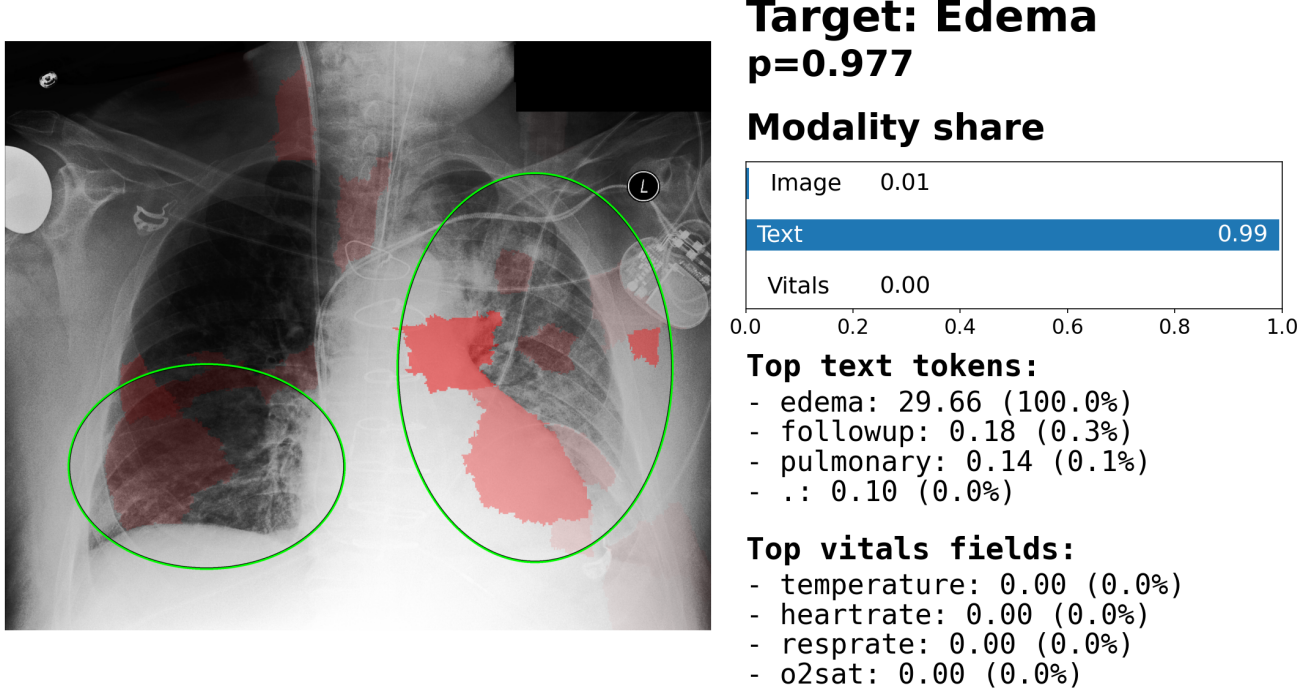 L
Target: Edema
p=0.977
Modality share
Image 0.01
Text 0.99
Vitals 0.00
0.0 0.2 0.4 0.6 0.8 1.0
Top text tokens:
- edema: 29.66 (100.0%)
- followup: 0.18 (0.3%)
- pulmonary: 0.14 (0.1%)
- .: 0.10 (0.0%)
Top vitals fields:
- temperature: 0.00 (0.0%)
- heartrate: 0.00 (0.0%)
- resprate: 0.00 (0.0%)
- o2sat: 0.00 (0.0%)